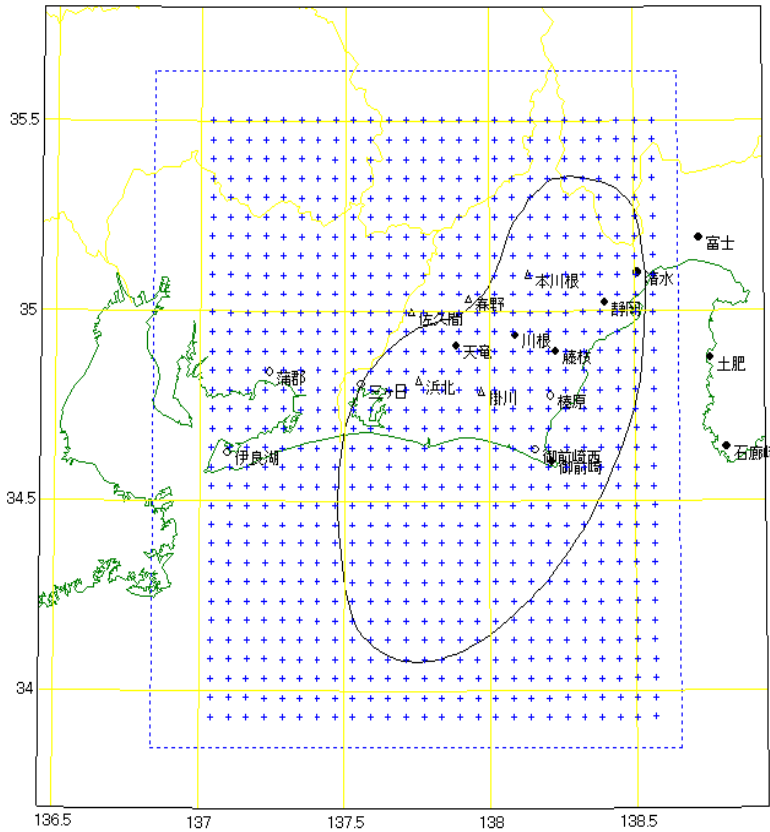 35.5
富士
本川根
清水
春野
静岡
35
佐久間
川根
天竜
藤枝
土肥
蒲郡
三ヶ日
浜北
掛川
榛原
伊良湖
御前崎西
石廊崎
御前崎
34.5
34
136.5
137
137.5
138
138.5